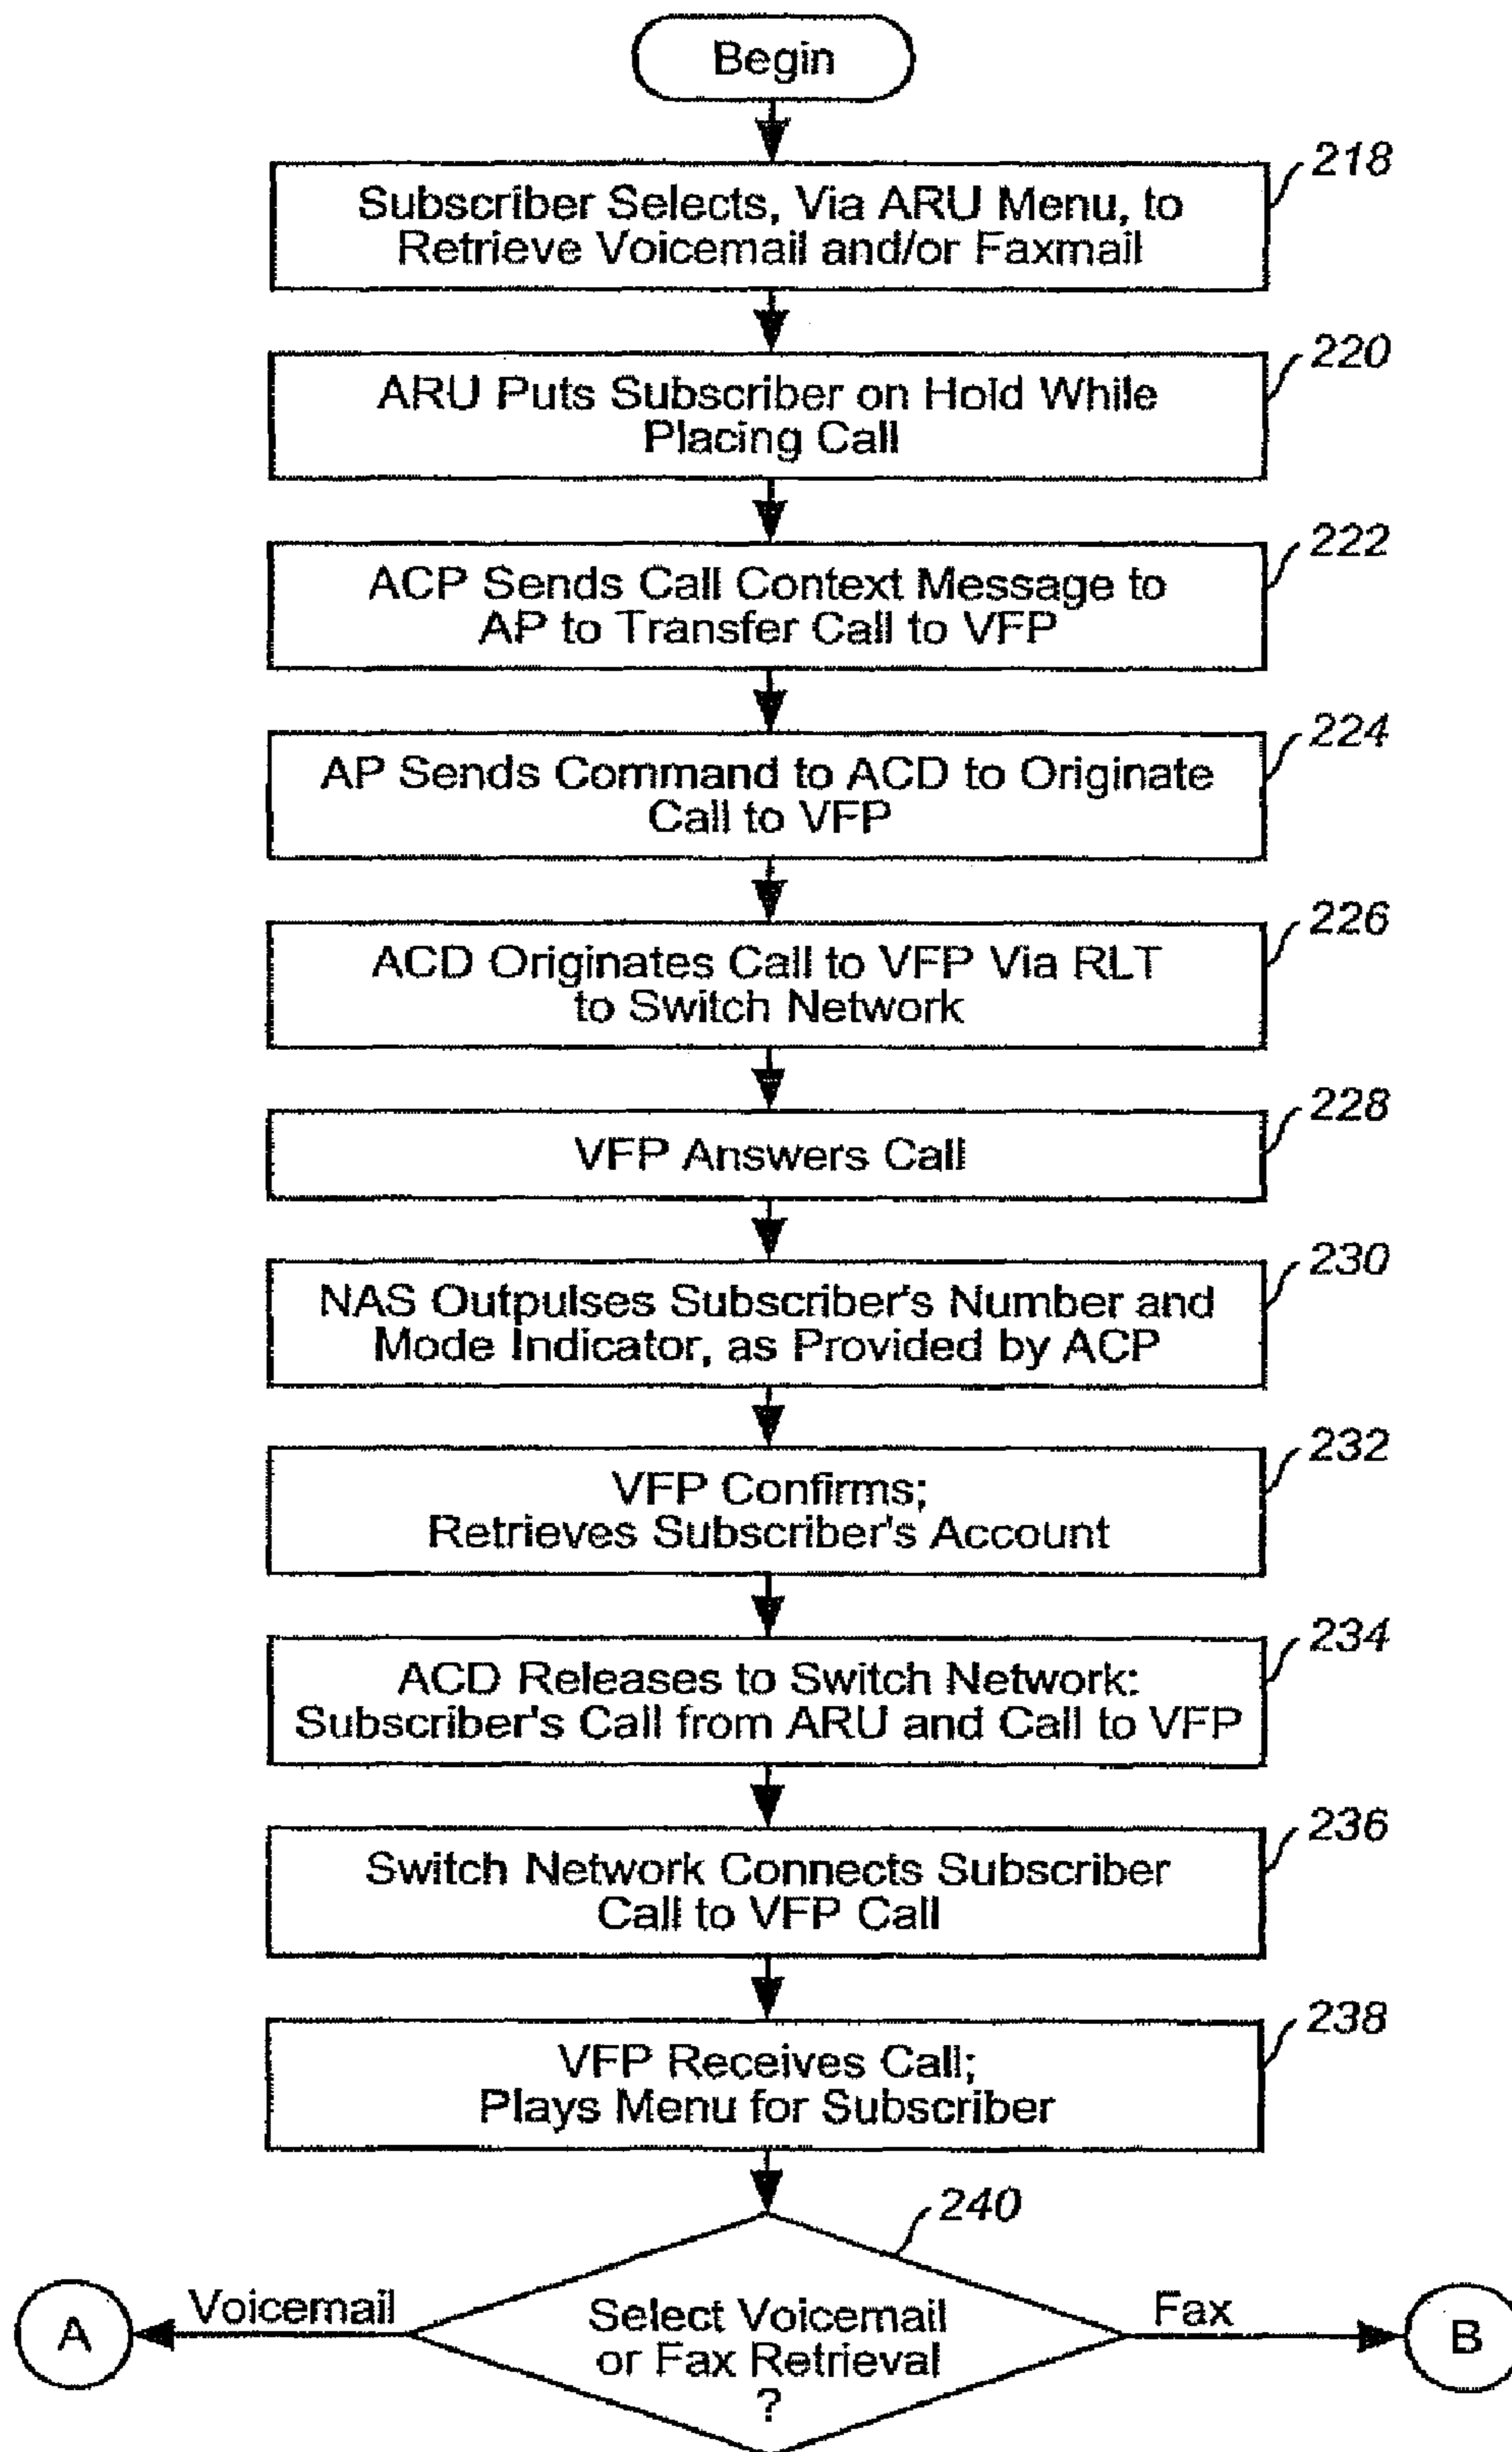 Begin
218
Subscriber Selects, Via ARU Menu, to
Retrieve Voicemail and/or Faxmail
220
ARU Puts Subscriber on Hold While
Placing Call
222
ACP Sends Call Context Message to
AP to Transfer Call to VFP
224
AP Sends Command to ACD to Originate
Call to VFP
226
ACD Originates Call to VFP Via RLT
to Switch Network
228
VFP Answers Call
230
NAS Outpulses Subscriber's Number and
Mode Indicator, as Provided by ACP
232
VFP Confirms;
Retrieves Subscriber's Account
234
ACD Releases to Switch Network:
Subscriber's Call from ARU and Call to VFP
236
Switch Network Connects Subscriber
Call to VFP Call
238
VFP Receives Call;
Plays Menu for Subscriber
240
A
Voicemail
Select Voicemail
or Fax Retrieval
?
Fax
B